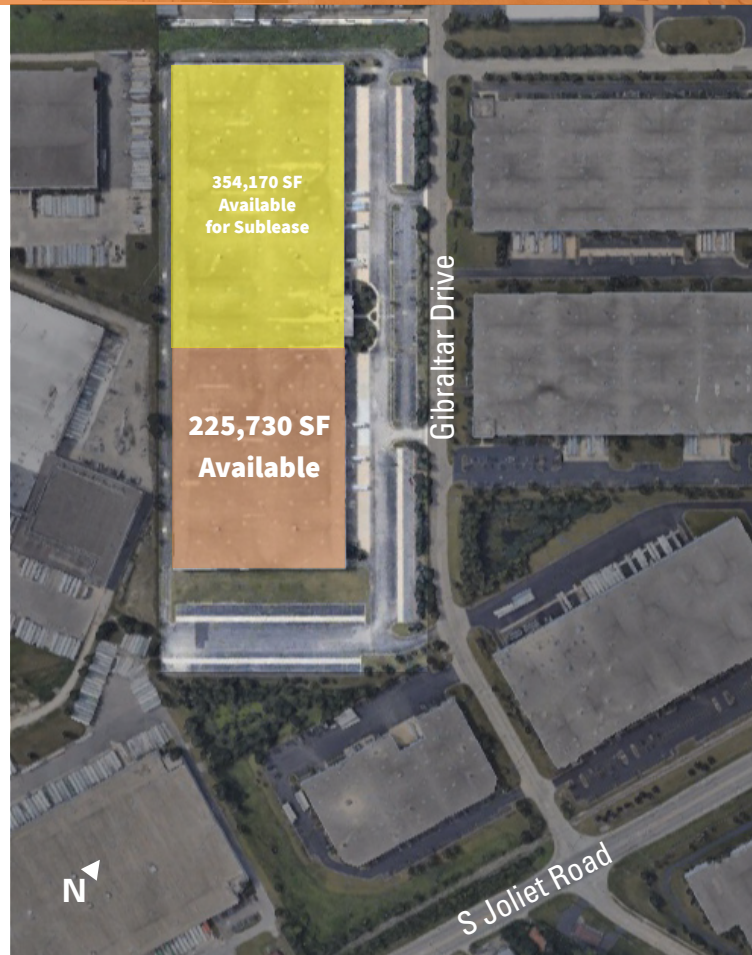 354,170 SF
Available
for Sublease
225,730 SF
Available
Gibraltar Drive
S Joliet Road
N